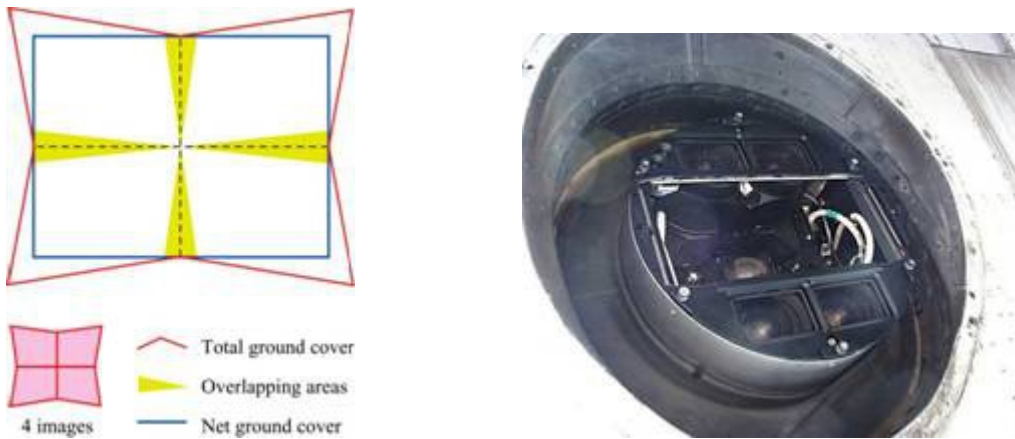 Total ground cover
Overlapping areas
4 images
Net ground cover